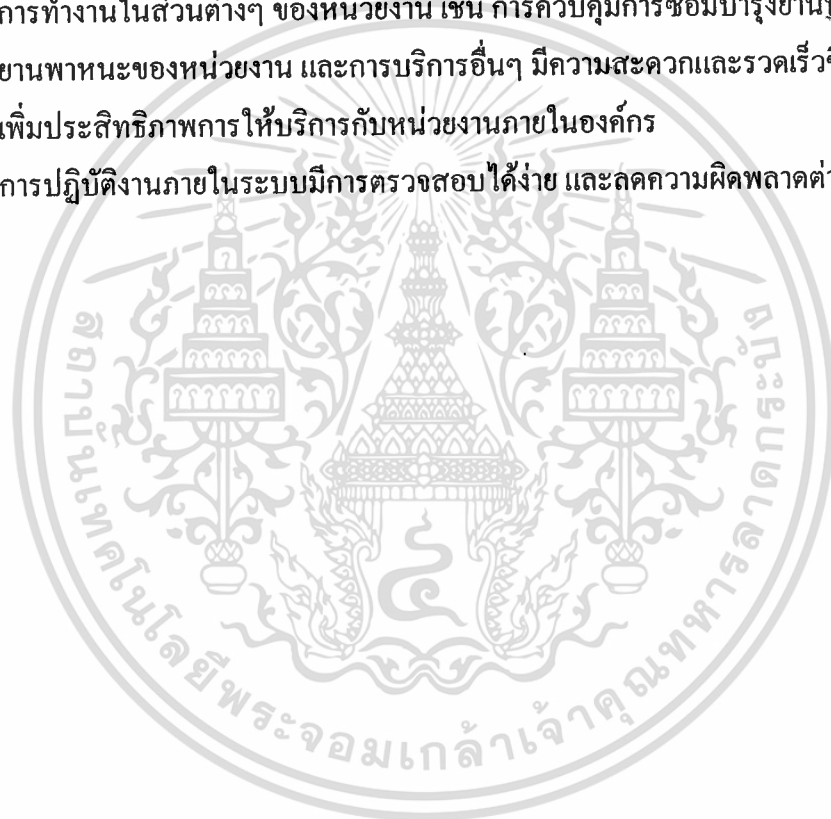 การทำงานในส่วนต่างๆ ของหน่วยงาน เช่น การควบคุมการซ่อมบำรุง
ยานพาหนะของหน่วยงาน และการบริการอื่นๆ มีความสะดวกและรวดเร็ว
เพิ่มประสิทธิภาพการให้บริการกับหน่วยงานภายในองค์กร
การปฏิบัติงานภายในระบบมีการตรวจสอบได้ง่าย และลดความผิดพลาด
สถาบันเทคโนโลยีพระจอมเกล้าเจ้าคุณทหารลาดกระบัง